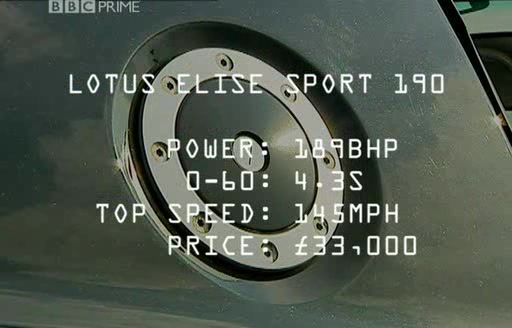 BBC PRIME
LOTUS ELISE SPORT 190
POWER: 189BHP
0-60: 4.3S
TOP SPEED: 145MPH
PRICE: £33,000